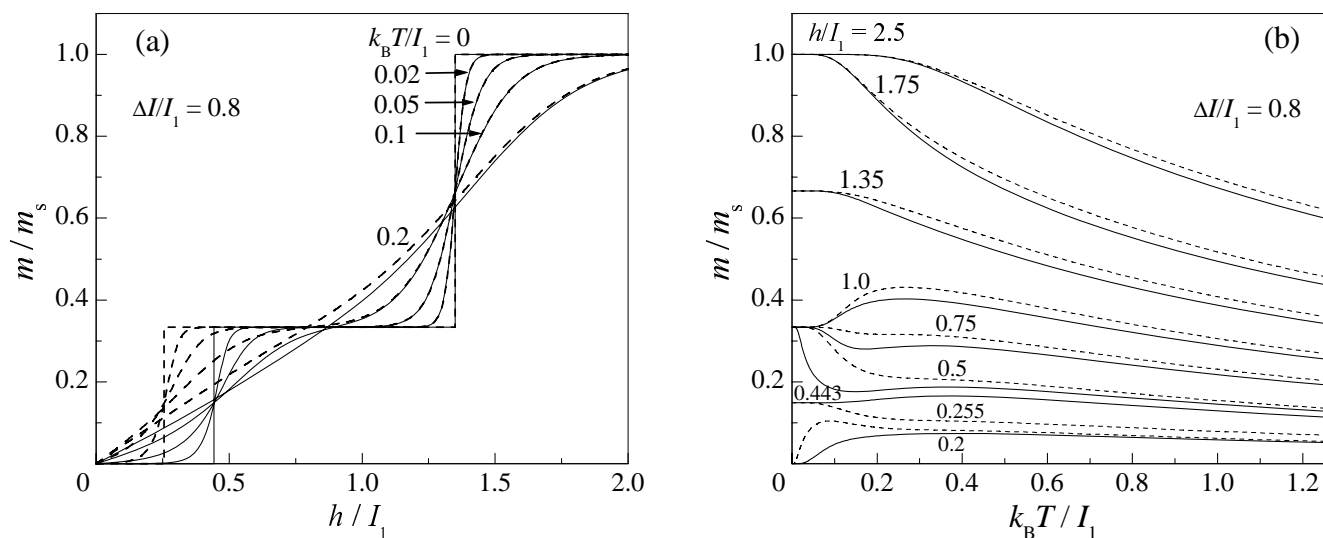 (a)
k_BT/I_1 = 0
0.02
0.05
0.1
ΔI/I_1 = 0.8
0.2
m / m_s
1.0
0.8
0.6
0.4
0.2
0 0.5 1.0 1.5 2.0
h / I_1
h/I_1 = 2.5
(b)
1.75
ΔI/I_1 = 0.8
1.35
1.0
0.75
0.5
0.443
0.255
0.2
m / m_s
1.0
0.8
0.6
0.4
0.2
0 0.2 0.4 0.6 0.8 1.0 1.2
k_BT / I_1